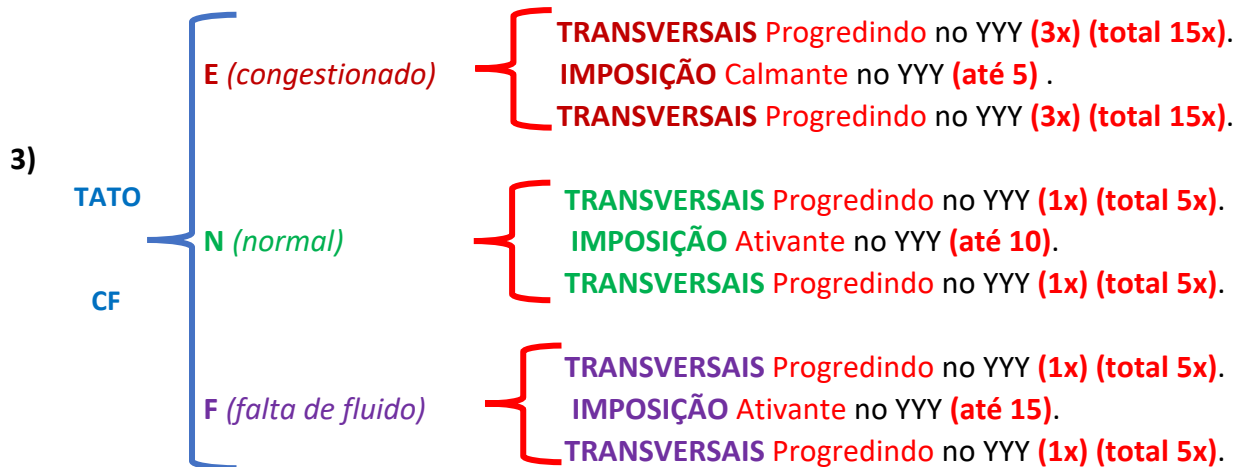 3)
TATO
CF
E (congestionado)
TRANSVERSAIS Progredindo no YYY (3x) (total 15x).
IMPOSIÇÃO Calmante no YYY (até 5) .
TRANSVERSAIS Progredindo no YYY (3x) (total 15x).
N (normal)
TRANSVERSAIS Progredindo no YYY (1x) (total 5x).
IMPOSIÇÃO Ativante no YYY (até 10).
TRANSVERSAIS Progredindo no YYY (1x) (total 5x).
F (falta de fluido)
TRANSVERSAIS Progredindo no YYY (1x) (total 5x).
IMPOSIÇÃO Ativante no YYY (até 15).
TRANSVERSAIS Progredindo no YYY (1x) (total 5x).